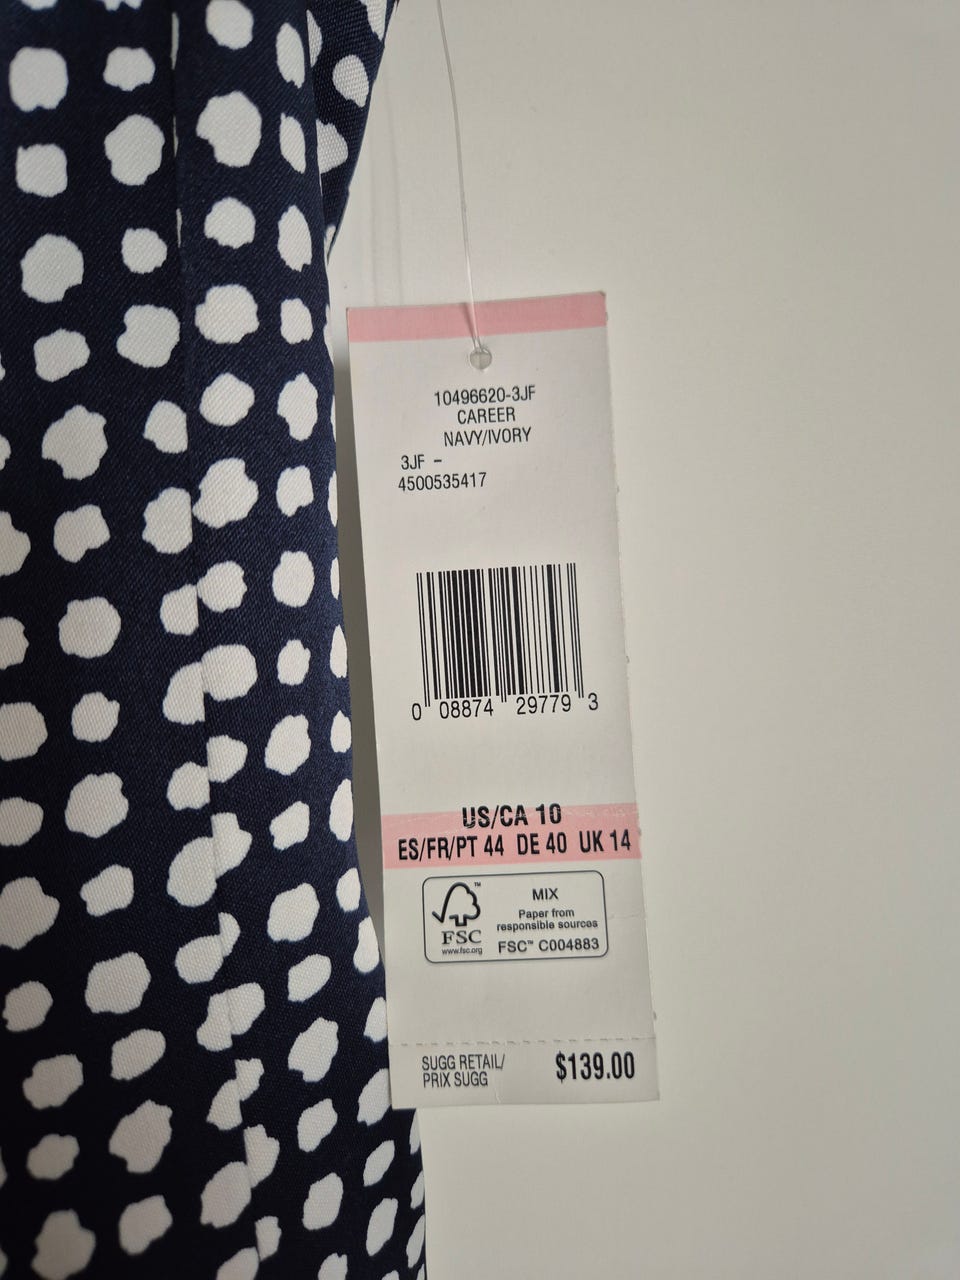 10496620-3JF
CAREER
NAVY/IVORY
3JF -
4500535417
0 08874 29779 3
US/CA 10
ES/FR/PT 44 DE 40 UK 14
MIX
Paper from
responsible sources
FSC™ C004883
™
FSC
www.fsc.org
SUGG RETAIL/
PRIX SUGG
$139.00